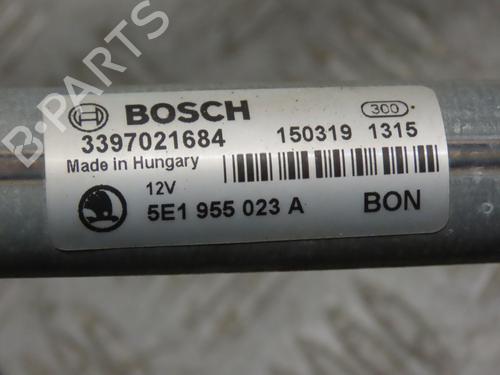 BOSCH
300
3397021684
150319 1315
Made in Hungary
12V
5E1 955 023 A
BON
B-PARTS